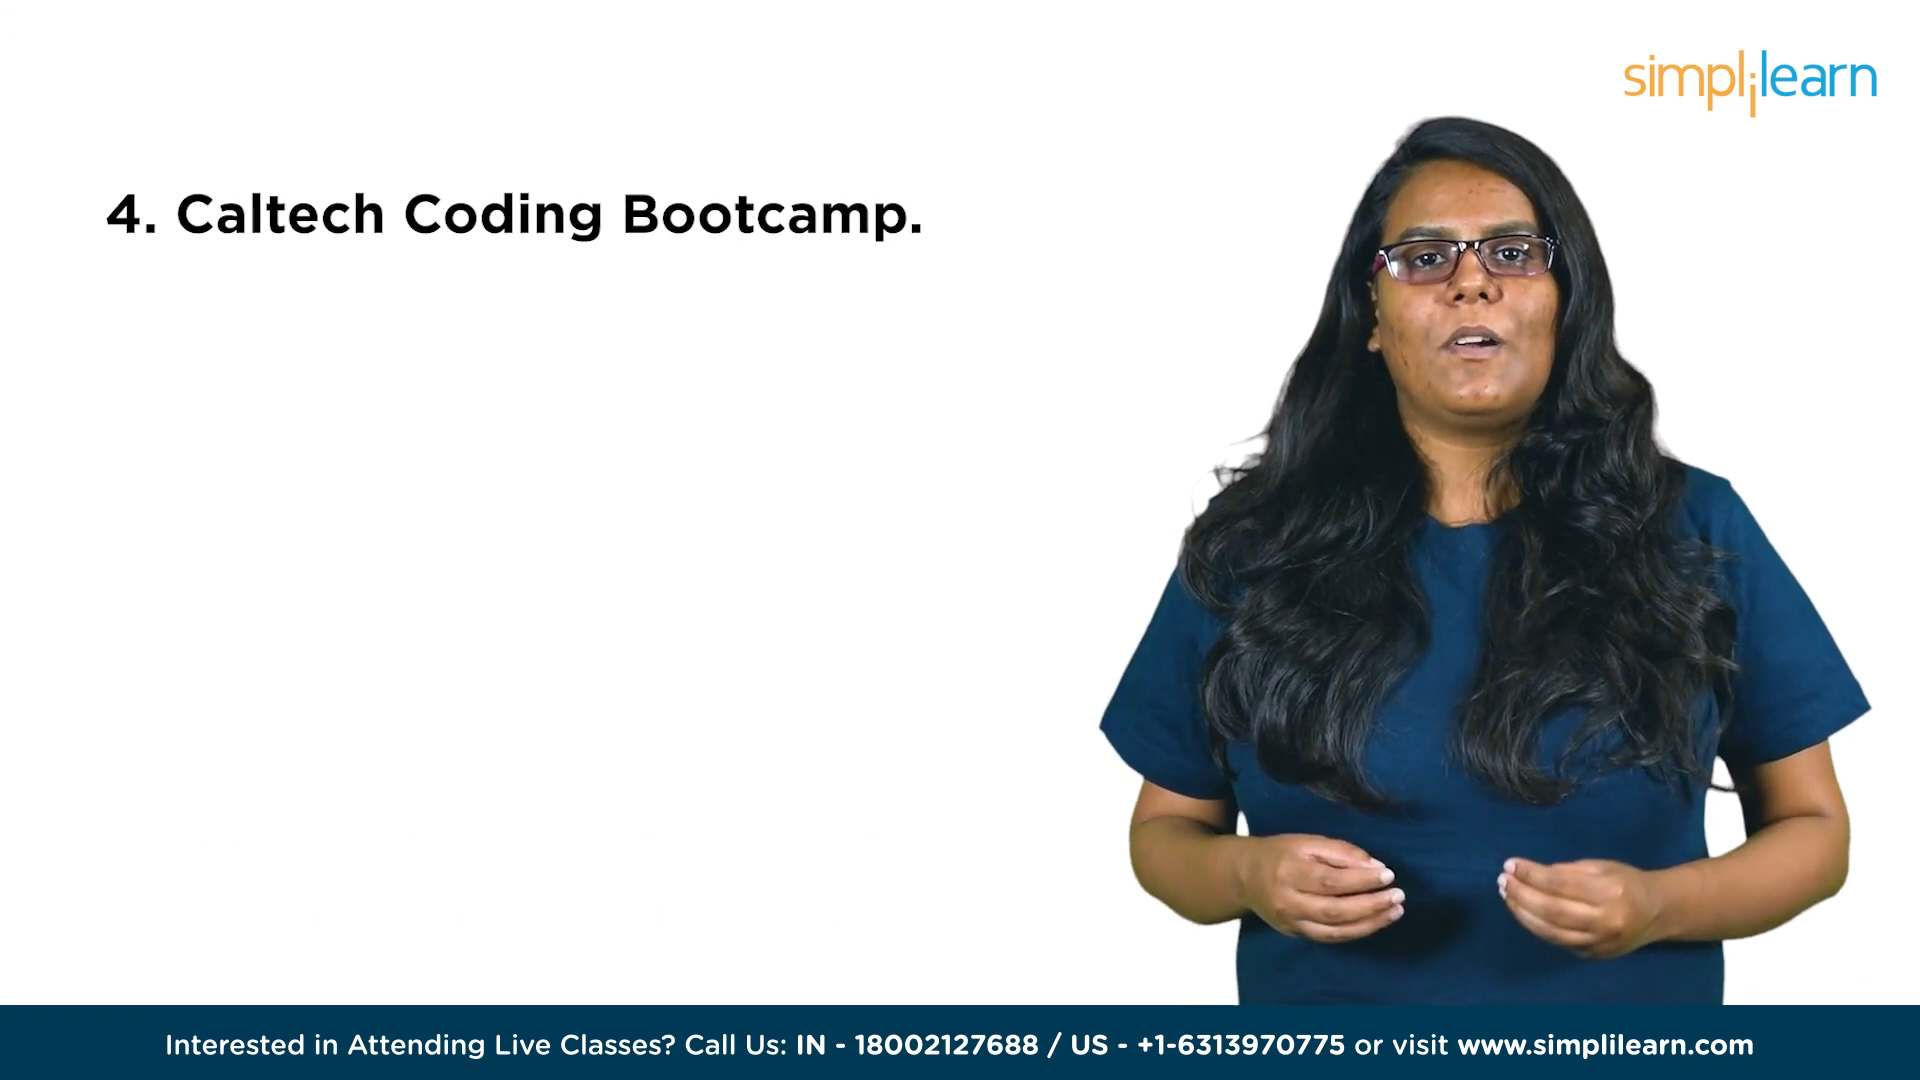 simplilearn
4. Caltech Coding Bootcamp.
Interested in Attending Live Classes? Call Us: IN - 18002127688 / US - +1-6313970775 or visit www.simplilearn.com